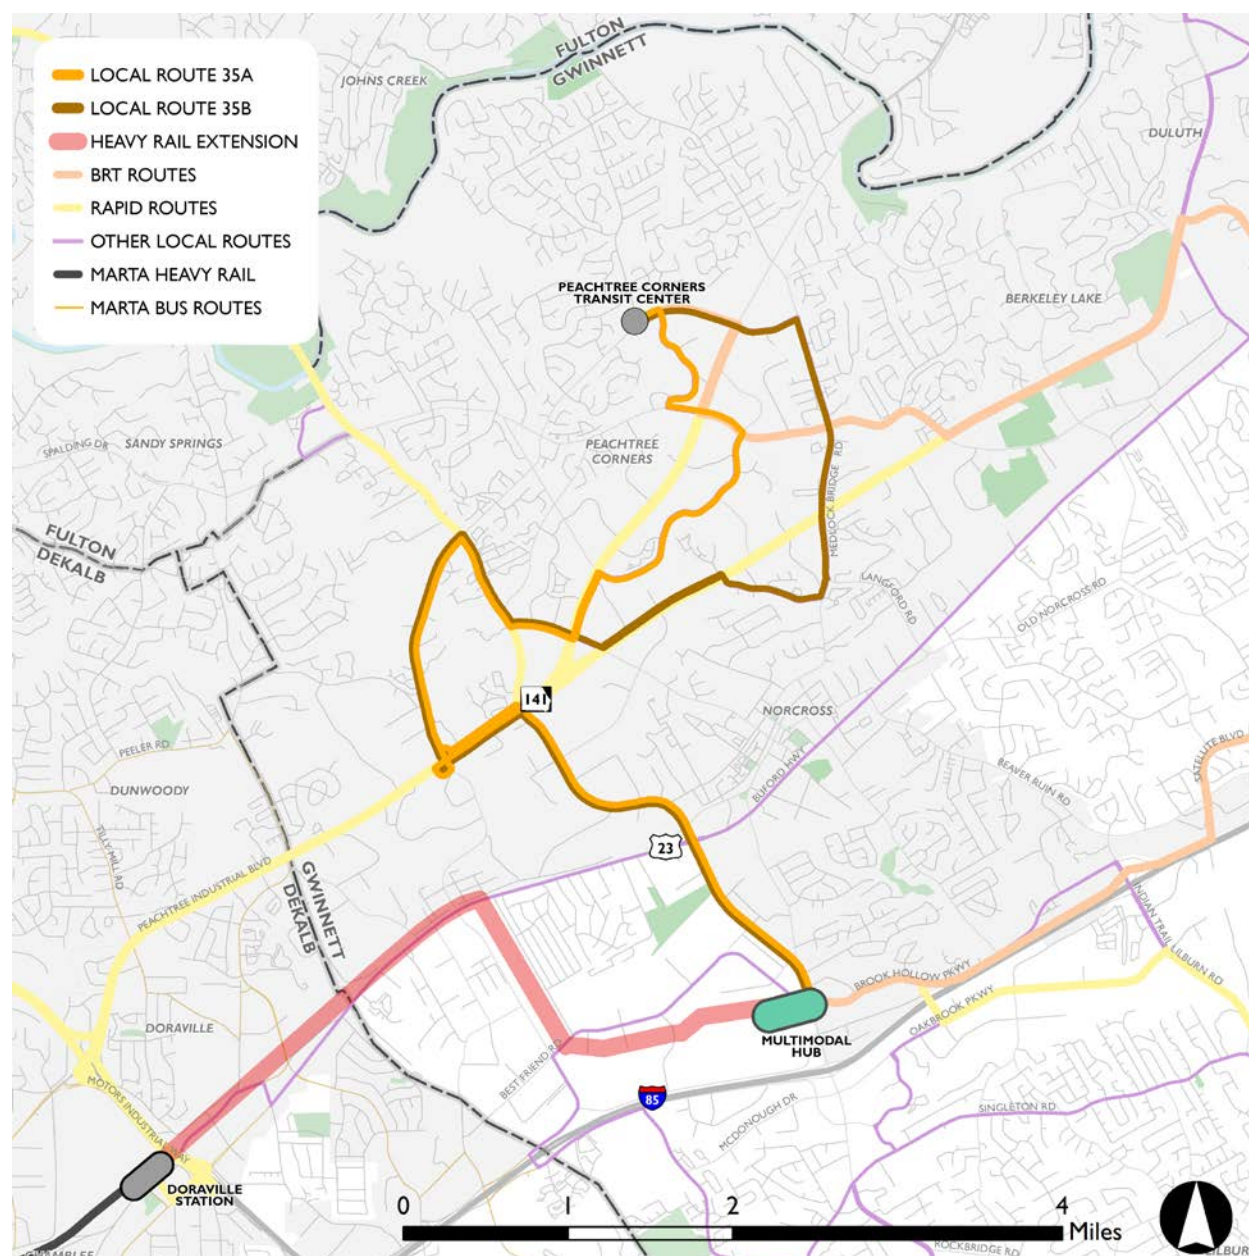 FULTON
GWINNETT
LOCAL ROUTE 35A
LOCAL ROUTE 35B
HEAVY RAIL EXTENSION
BRT ROUTES
RAPID ROUTES
OTHER LOCAL ROUTES
MARTA HEAVY RAIL
MARTA BUS ROUTES
JOHNS CREEK
DULUTH
PEACHTREE CORNERS
TRANSIT CENTER
BERKELEY LAKE
SPALDING DR
SANDY SPRINGS
PEACHTREE
CORNERS
MEDLOCK BRIDGE RD
FULTON
DEKALB
LANGFORD RD
OLD NORCROSS RD
141
NORCROSS
PEELER RD
DUNWOODY
BUFORD HWY
BEAVER RUIN RD
SATELLITE BLVD
TILLY MILL RD
23
PEACHTREE INDUSTRIAL BLVD
GWINNETT
DEKALB
INDIAN TRAIL LILBURN RD
BROOK HOLLOW PKWY
OAKBROOK PKWY
DORAVILLE
MULTIMODAL
HUB
BEST FRIEND RD
MOTORS INDUSTRIAL WAY
85
MCDONOUGH DR
SINGLETON RD
DORAVILLE
STATION
0 1 2 4
Miles
ROCKBRIDGE RD